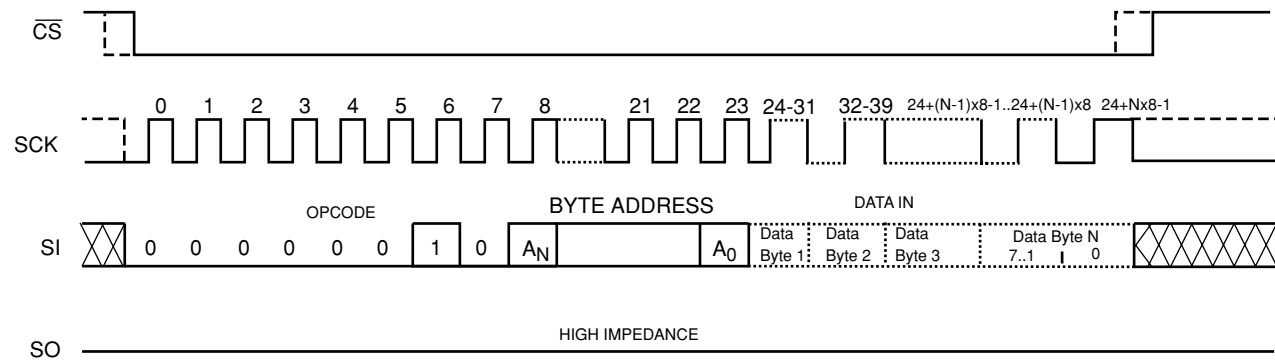 CS
0 1 2 3 4 5 6 7 8 21 22 23 24-31 32-39 24+(N-1)x8-1..24+(N-1)x8 24+Nx8-1
SCK
OPCODE BYTE ADDRESS DATA IN
SI 0 0 0 0 0 0 1 0 AN A0 Data Byte 1 Data Byte 2 Data Byte 3 Data Byte N 7..1 0
HIGH IMPEDANCE
SO